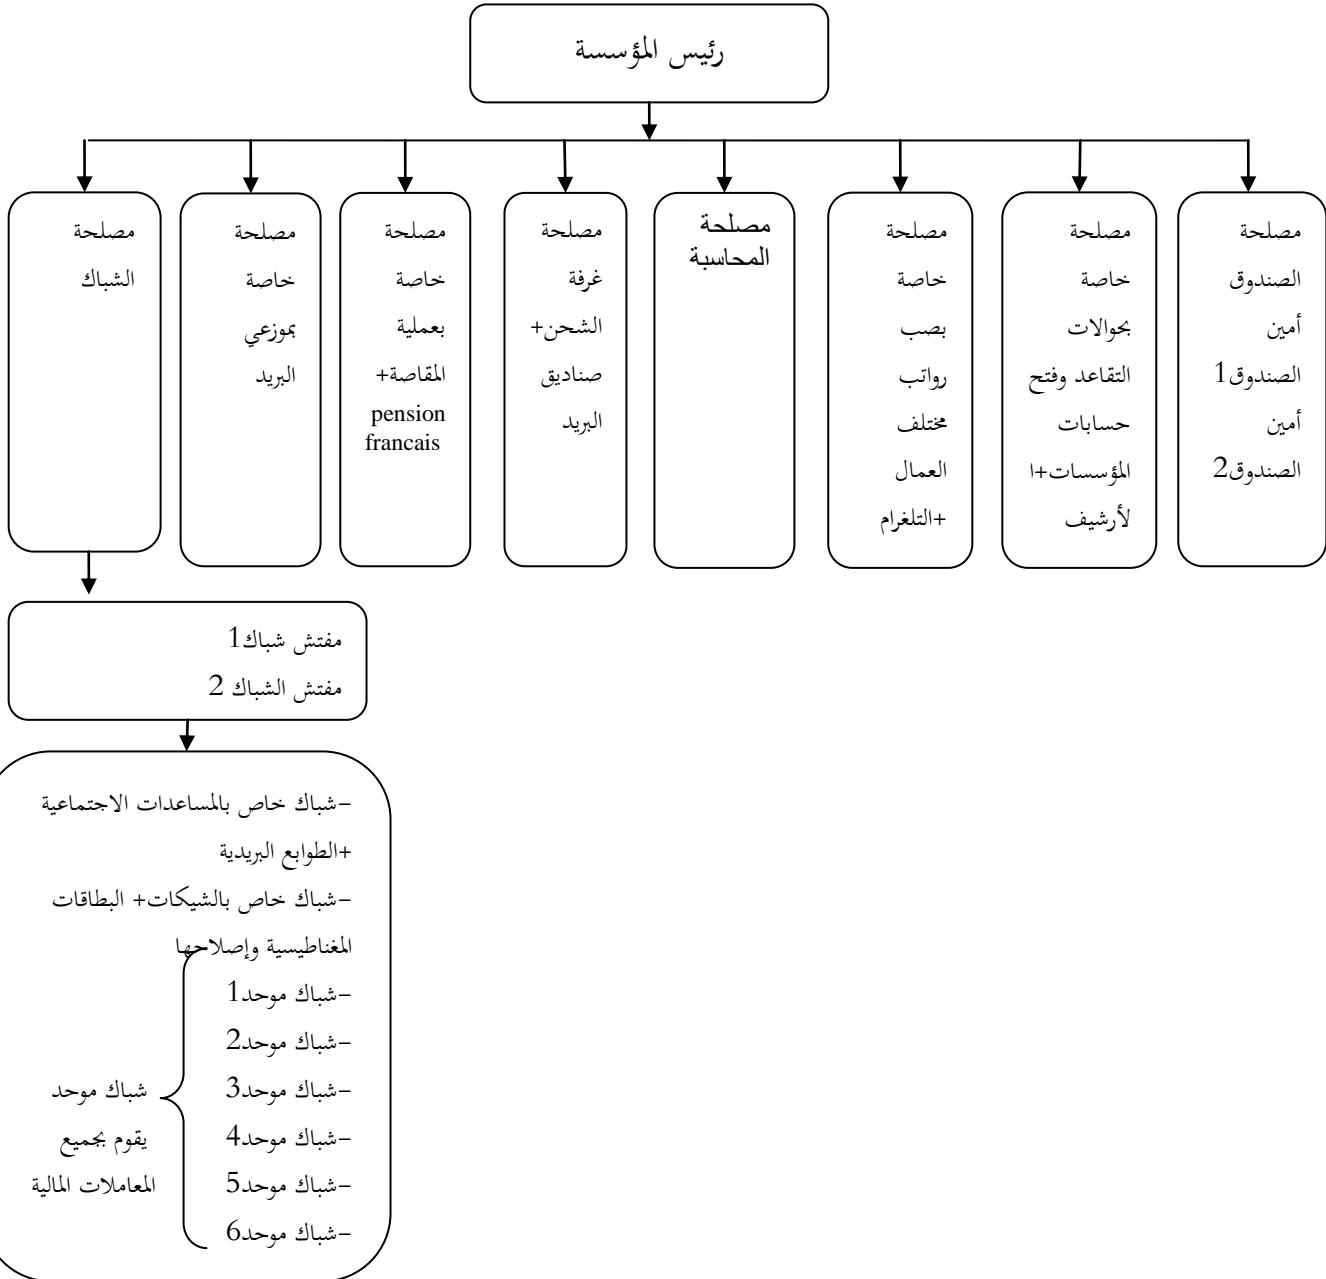 رئيس المؤسسة
مصلحة
الصندوق
أمين
الصندوق1
أمين
الصندوق2
مصلحة
خاصة
بحوالات
التقاعد وفتح
حسابات
المؤسسات+ا
لأرشيف
مصلحة
خاصة
بصب
رواتب
مختلف
العمال
+التلغرام
مصلحة
المحاسبة
مصلحة
غرفة
الشحن+
صناديق
البريد
مصلحة
خاصة
بعملية
المقاصة+
pension
francais
مصلحة
خاصة
بموزعي
البريد
مصلحة
الشباك
مفتش شباك1
مفتش الشباك 2
-شباك خاص بالمساعدات الاجتماعية
+الطوابع البريدية
-شباك خاص بالشيكات+ البطاقات
المغناطيسية وإصلاحها
-شباك موحد1
-شباك موحد2
-شباك موحد3
-شباك موحد4
-شباك موحد5
-شباك موحد6
شباك موحد
يقوم بجميع
المعاملات المالية